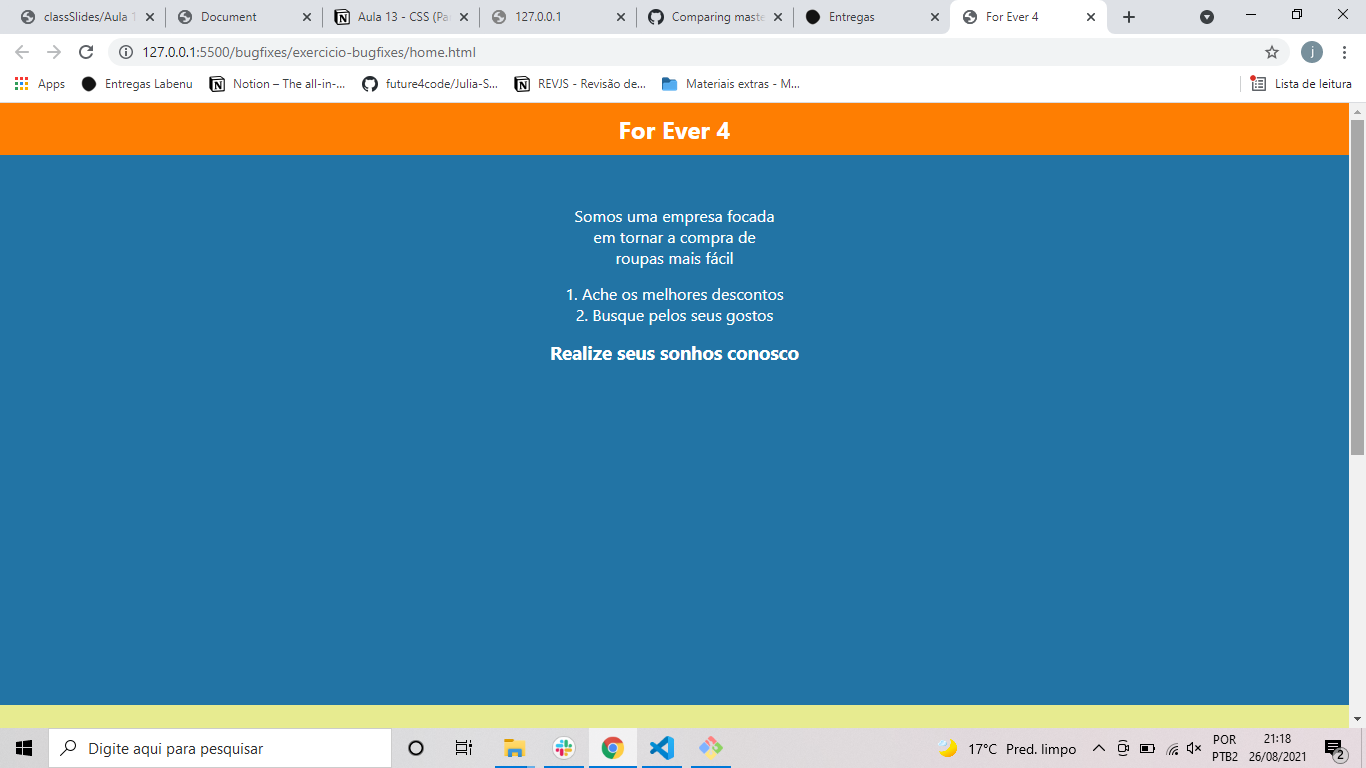 classSlides/Aula 1
Document
Aula 13 - CSS (Pa
127.0.0.1
Comparing maste
Entregas
For Ever 4
127.0.0.1:5500/bugfixes/exercicio-bugfixes/home.html
j
Apps
Entregas Labenu
Notion – The all-in-...
future4code/Julia-S...
REVJS - Revisão de...
Materiais extras - M...
Lista de leitura
For Ever 4
Somos uma empresa focada
em tornar a compra de
roupas mais fácil
1. Ache os melhores descontos
2. Busque pelos seus gostos
Realize seus sonhos conosco
Digite aqui para pesquisar
17°C Pred. limpo
POR
PTB2
21:18
26/08/2021
2